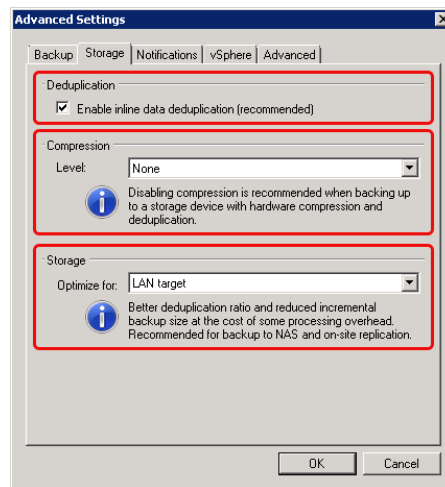 Advanced Settings
Backup Storage Notifications vSphere Advanced
Deduplication
Enable inline data deduplication (recommended)
Compression
Level: None
Disabling compression is recommended when backing up
to a storage device with hardware compression and
deduplication.
Storage
Optimize for: LAN target
Better deduplication ratio and reduced incremental
backup size at the cost of some processing overhead.
Recommended for backup to NAS and on-site replication.
OK Cancel